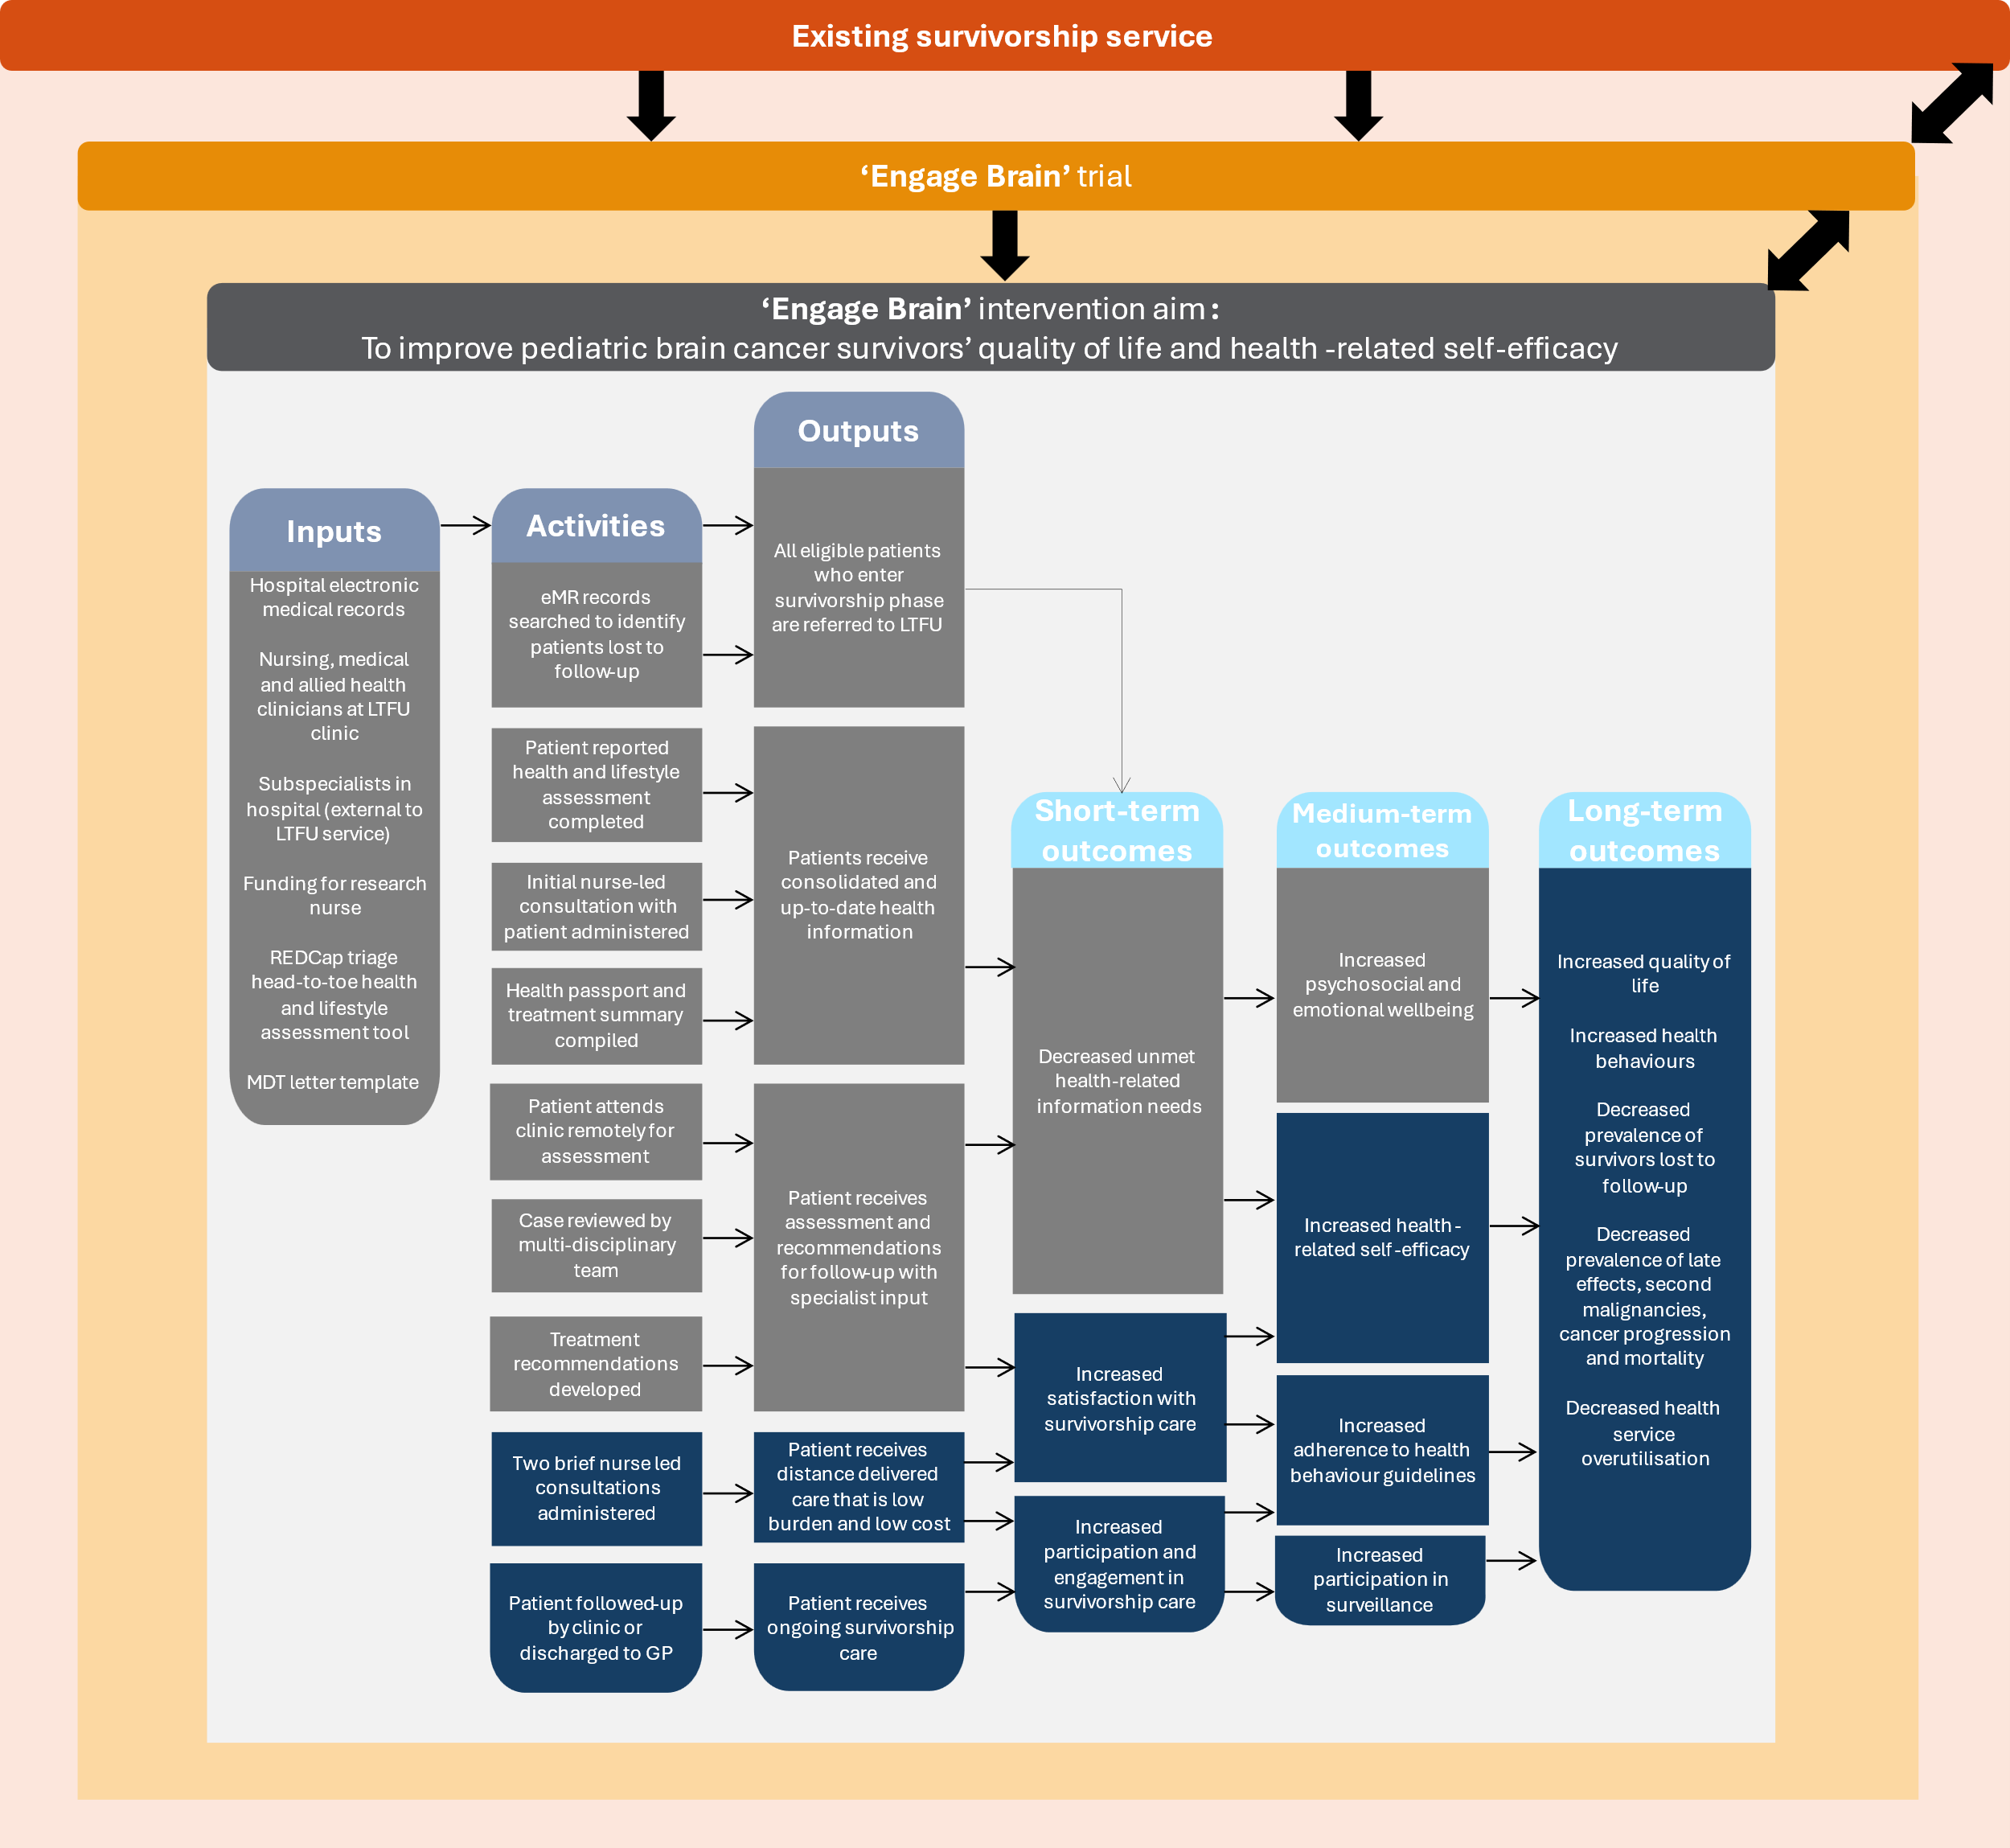 Existing survivorship service
‘Engage Brain’ trial
‘Engage Brain’ intervention aim :
To improve pediatric brain cancer survivors’ quality of life and health -related self-efficacy
Inputs
Hospital electronic
medical records
Nursing, medical
and allied health
clinicians at LTFU
clinic
Subspecialists in
hospital (external to
LTFU service)
Funding for research
nurse
REDCap triage
head-to-toe health
and lifestyle
assessment tool
MDT letter template
Activities
eMR records
searched to identify
patients lost to
follow-up
Patient reported
health and lifestyle
assessment
completed
Initial nurse-led
consultation with
patient administered
Health passport and
treatment summary
compiled
Patient attends
clinic remotely for
assessment
Case reviewed by
multi-disciplinary
team
Treatment
recommendations
developed
Two brief nurse led
consultations
administered
Patient followed-up
by clinic or
discharged to GP
Outputs
All eligible patients
who enter
survivorship phase
are referred to LTFU
Patients receive
consolidated and
up-to-date health
information
Patient receives
assessment and
recommendations
for follow-up with
specialist input
Patient receives
distance delivered
care that is low
burden and low cost
Patient receives
ongoing survivorship
care
Short-term
outcomes
Decreased unmet
health-related
information needs
Increased
satisfaction with
survivorship care
Increased
participation and
engagement in
survivorship care
Medium-term
outcomes
Increased
psychosocial and
emotional wellbeing
Increased health -
related self -efficacy
Increased
adherence to health
behaviour guidelines
Increased
participation in
surveillance
Long-term
outcomes
Increased quality of
life
Increased health
behaviours
Decreased
prevalence of
survivors lost to
follow-up
Decreased
prevalence of late
effects, second
malignancies,
cancer progression
and mortality
Decreased health
service
overutilisation